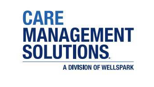 CARE
MANAGEMENT
SOLUTIONS.
A DIVISION OF WELLSPARK